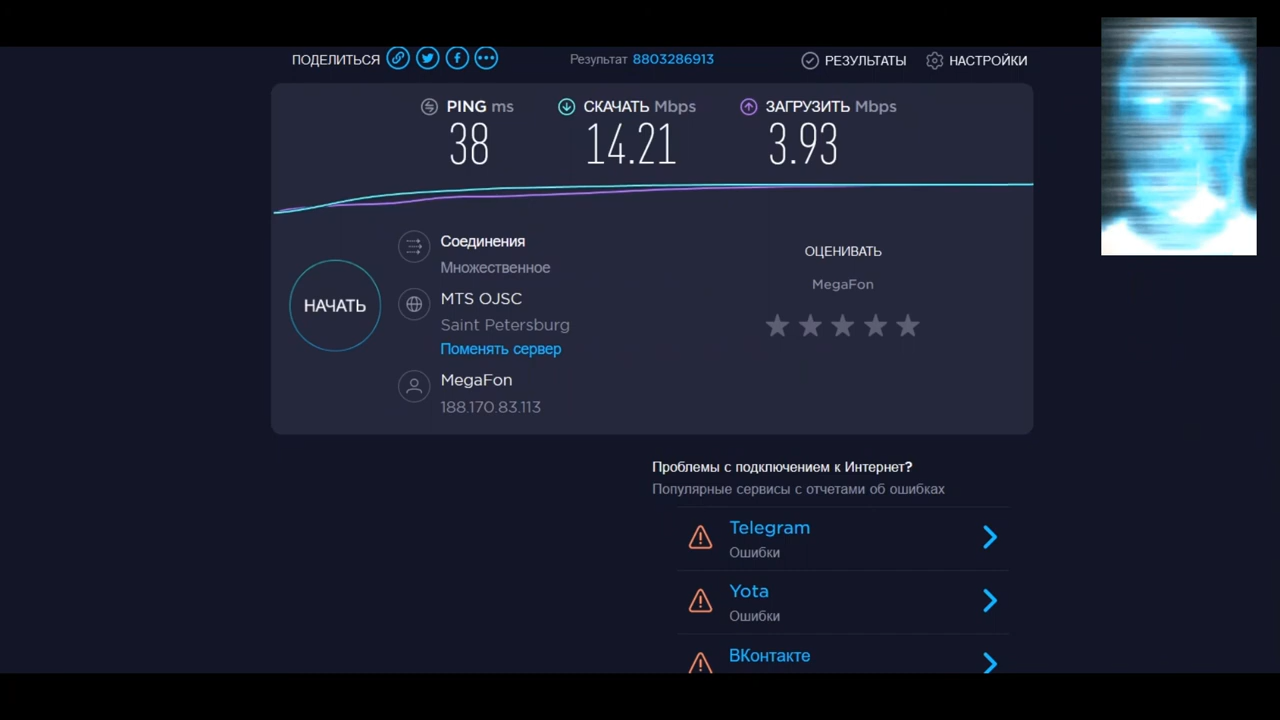 ПОДЕЛИТЬСЯ
Результат 8803286913
РЕЗУЛЬТАТЫ
НАСТРОЙКИ
PING ms
38
СКАЧАТЬ Mbps
14.21
ЗАГРУЗИТЬ Mbps
3.93
НАЧАТЬ
Соединения
Множественное
MTS OJSC
Saint Petersburg
Поменять сервер
MegaFon
188.170.83.113
ОЦЕНИВАТЬ
MegaFon
Проблемы с подключением к Интернет?
Популярные сервисы с отчетами об ошибках
Telegram
Ошибки
Yota
Ошибки
ВКонтакте